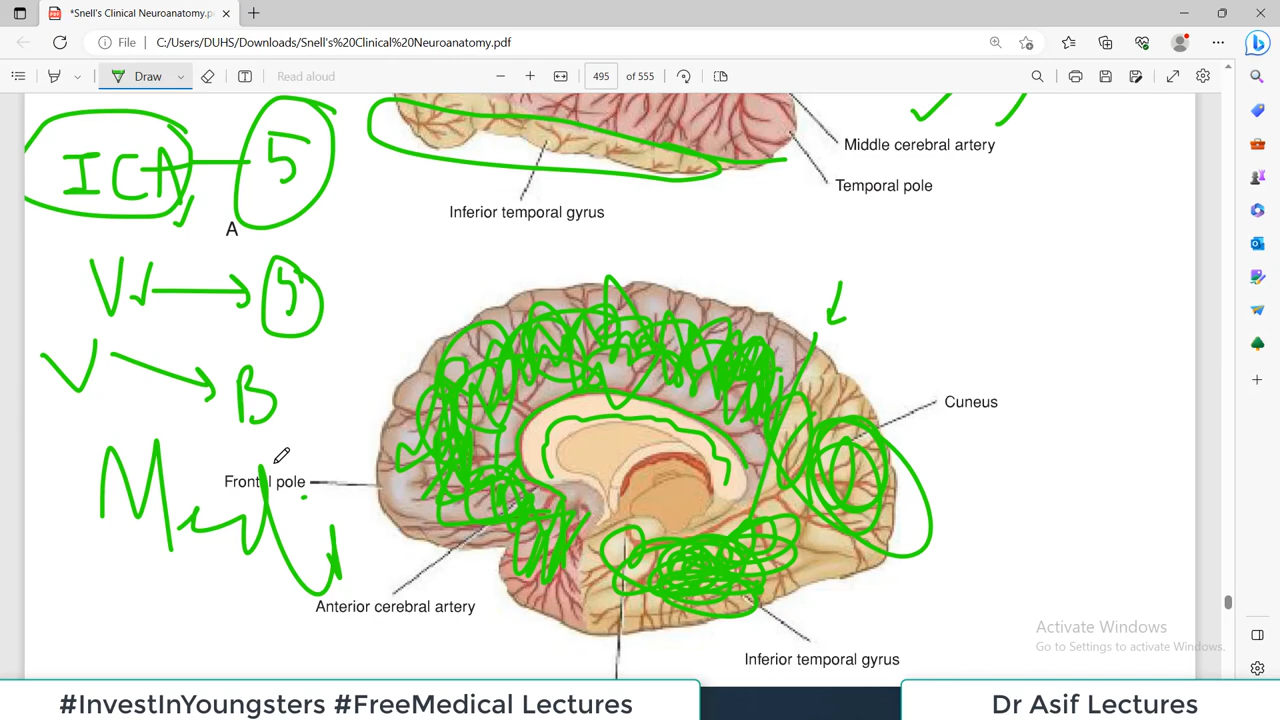 *Snell's Clinical Neuroanatomy.p
File C:/Users/DUHS/Downloads/Snell's%20Clinical%20Neuroanatomy.pdf
Draw
Read aloud
495 of 555
Middle cerebral artery
Temporal pole
Inferior temporal gyrus
ICA 5
A
B
Cuneus
Frontal pole
Anterior cerebral artery
Inferior temporal gyrus
Activate Windows
Go to Settings to activate Windows.
#InvestInYoungsters #FreeMedical Lectures
Dr Asif Lectures